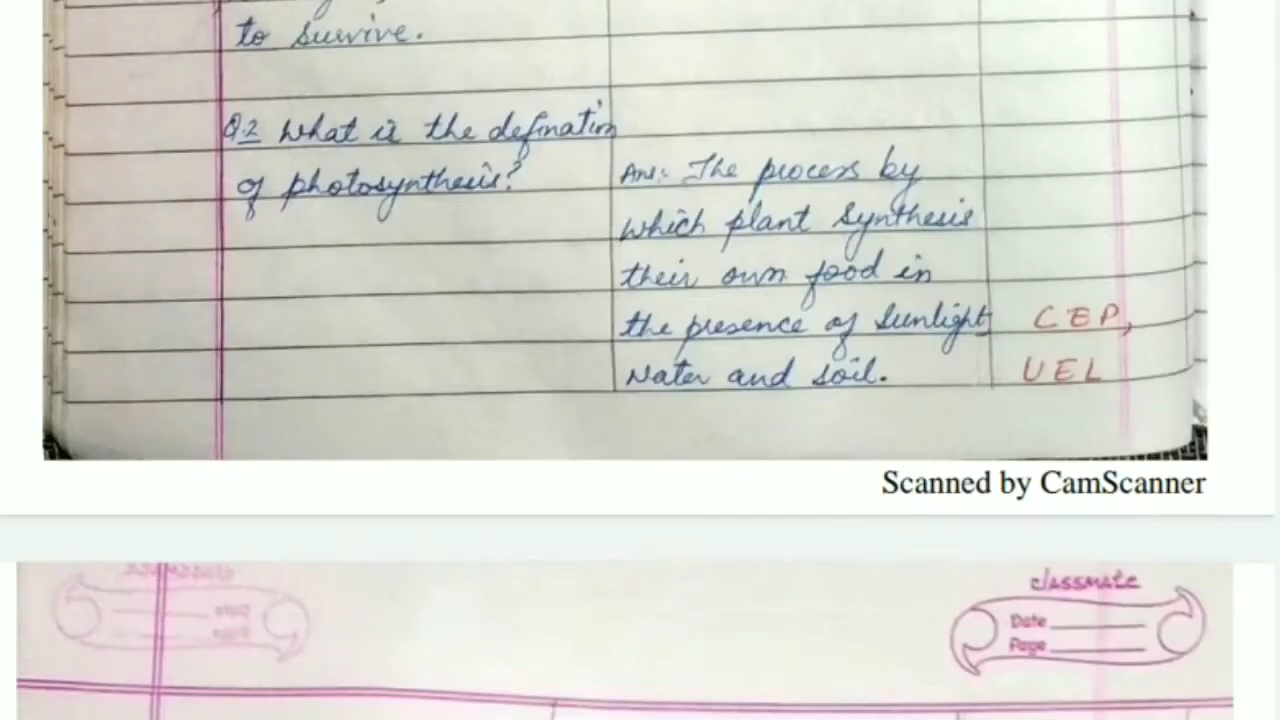 to survive.
Q.2 What is the defination
of photosynthesis?
Ans:- The process by
which plant synthesis
their own food in
the presence of sunlight
Water and soil.
CEP,
UEL
Scanned by CamScanner
classmate
Date
Page